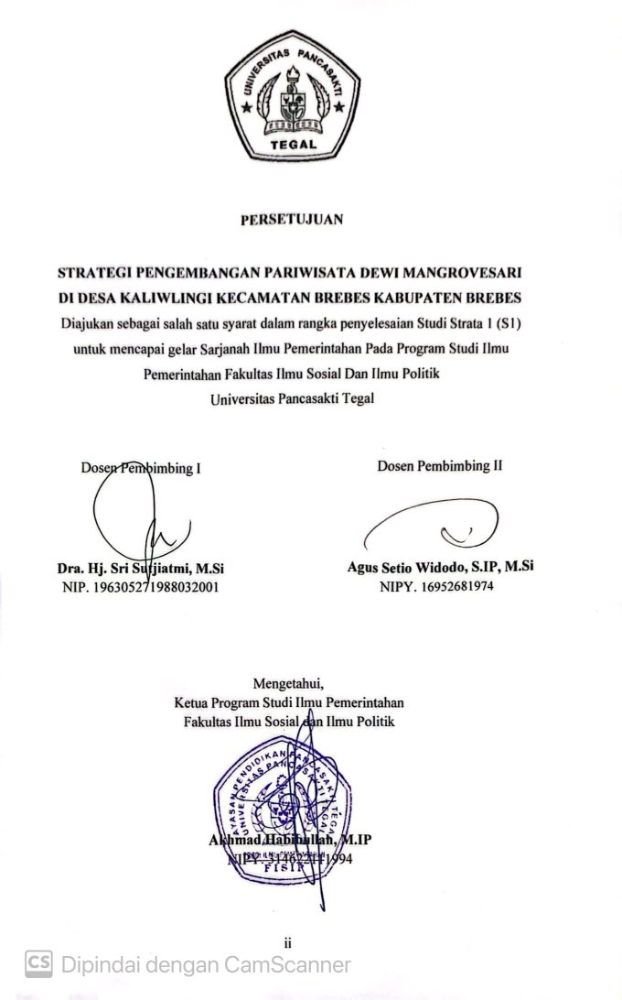 UNIVERSITAS PANCASAKTI
TEGAL
PERSETUJUAN
STRATEGI PENGEMBANGAN PARIWISATA DEWI MANGROVESARI
DI DESA KALIWLINGI KECAMATAN BREBES KABUPATEN BREBES
Diajukan sebagai salah satu syarat dalam rangka penyelesaian Studi Strata 1 (S1)
untuk mencapai gelar Sarjanah Ilmu Pemerintahan Pada Program Studi Ilmu
Pemerintahan Fakultas Ilmu Sosial Dan Ilmu Politik
Universitas Pancasakti Tegal
Dosen Pembimbing I
Dosen Pembimbing II
Dra. Hj. Sri Sutjiatmi, M.Si
NIP. 196305271988032001
Agus Setio Widodo, S.IP, M.Si
NIPY. 16952681974
Mengetahui,
Ketua Program Studi Ilmu Pemerintahan
Fakultas Ilmu Sosial dan Ilmu Politik
YAYASAN PENDIDIKAN PANCASAKTI TEGAL
UNIVERSITAS PANCASAKTI TEGAL
Akhmad Habibullah, M.IP
NIPY. 314622111994
FISIP
ii
CS Dipindai dengan CamScanner